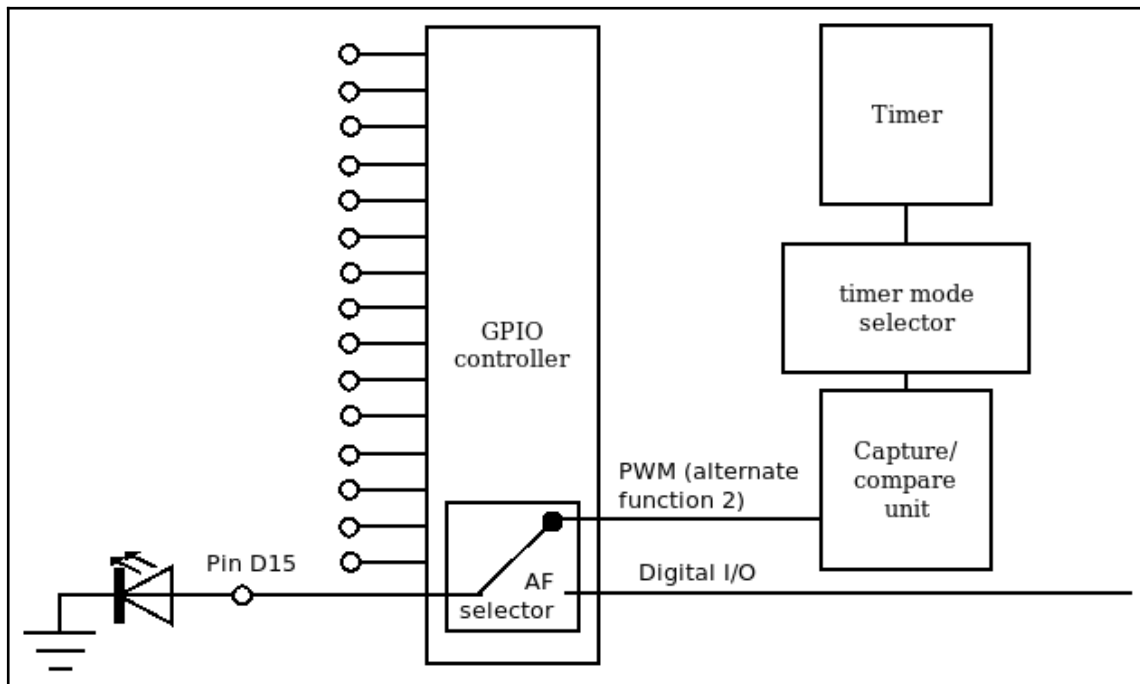 Timer
timer mode
selector
GPIO
controller
Capture/
compare
unit
PWM (alternate
function 2)
Pin D15
AF
selector
Digital I/O